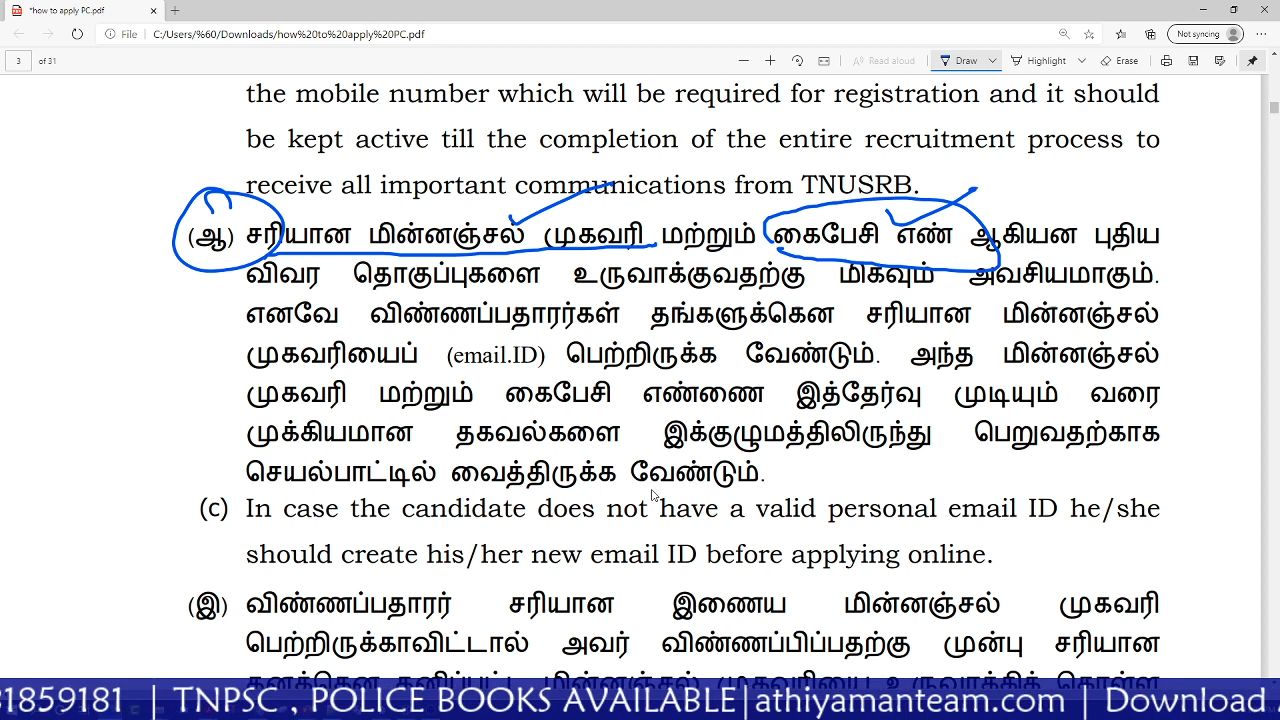 *how to apply PC.pdf
File | C:/Users/%60/Downloads/how%20to%20apply%20PC.pdf Not syncing
3 of 31 Read aloud Draw Highlight Erase
the mobile number which will be required for registration and it should
be kept active till the completion of the entire recruitment process to
receive all important communications from TNUSRB.
(ஆ) சரியான மின்னஞ்சல் முகவரி மற்றும் கைபேசி எண் ஆகியன புதிய
விவர தொகுப்புகளை உருவாக்குவதற்கு மிகவும் அவசியமாகும்.
எனவே விண்ணப்பதாரர்கள் தங்களுக்கென சரியான மின்னஞ்சல்
முகவரியைப் (email.ID) பெற்றிருக்க வேண்டும். அந்த மின்னஞ்சல்
முகவரி மற்றும் கைபேசி எண்ணை இத்தேர்வு முடியும் வரை
முக்கியமான தகவல்களை இக்குழுமத்திலிருந்து பெறுவதற்காக
செயல்பாட்டில் வைத்திருக்க வேண்டும்.
(c) In case the candidate does not have a valid personal email ID he/she
should create his/her new email ID before applying online.
(இ) விண்ணப்பதாரர் சரியான இணைய மின்னஞ்சல் முகவரி
பெற்றிருக்காவிட்டால் அவர் விண்ணப்பிப்பதற்கு முன்பு சரியான
31859181 | TNPSC , POLICE BOOKS AVAILABLE|athiyamanteam.com| Download